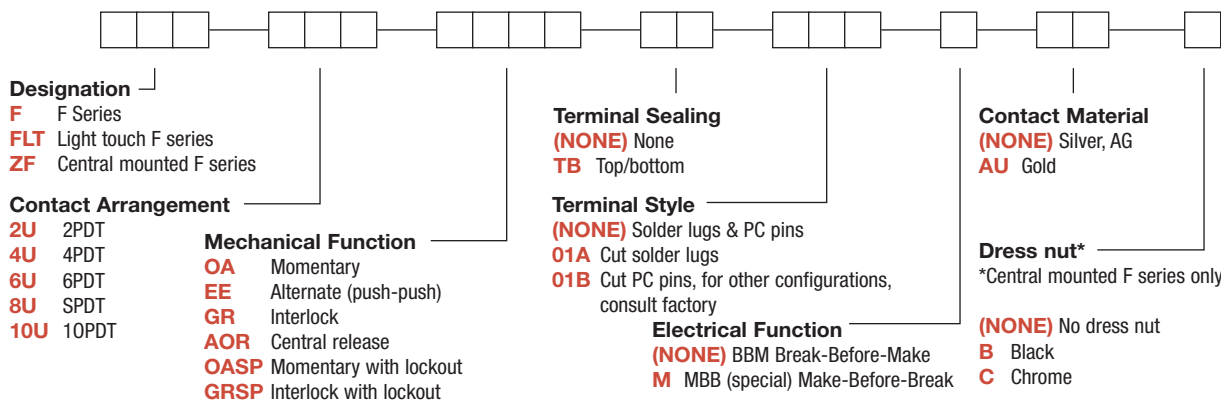 Designation
F F Series
FLT Light touch F series
ZF Central mounted F series
Contact Arrangement
2U 2PDT
4U 4PDT
6U 6PDT
8U SPDT
10U 10PDT
Mechanical Function
OA Momentary
EE Alternate (push-push)
GR Interlock
AOR Central release
OASP Momentary with lockout
GRSP Interlock with lockout
Terminal Sealing
(NONE) None
TB Top/bottom
Terminal Style
(NONE) Solder lugs & PC pins
01A Cut solder lugs
01B Cut PC pins, for other configurations,
consult factory
Electrical Function
(NONE) BBM Break-Before-Make
M MBB (special) Make-Before-Break
Contact Material
(NONE) Silver, AG
AU Gold
Dress nut*
*Central mounted F series only
(NONE) No dress nut
B Black
C Chrome